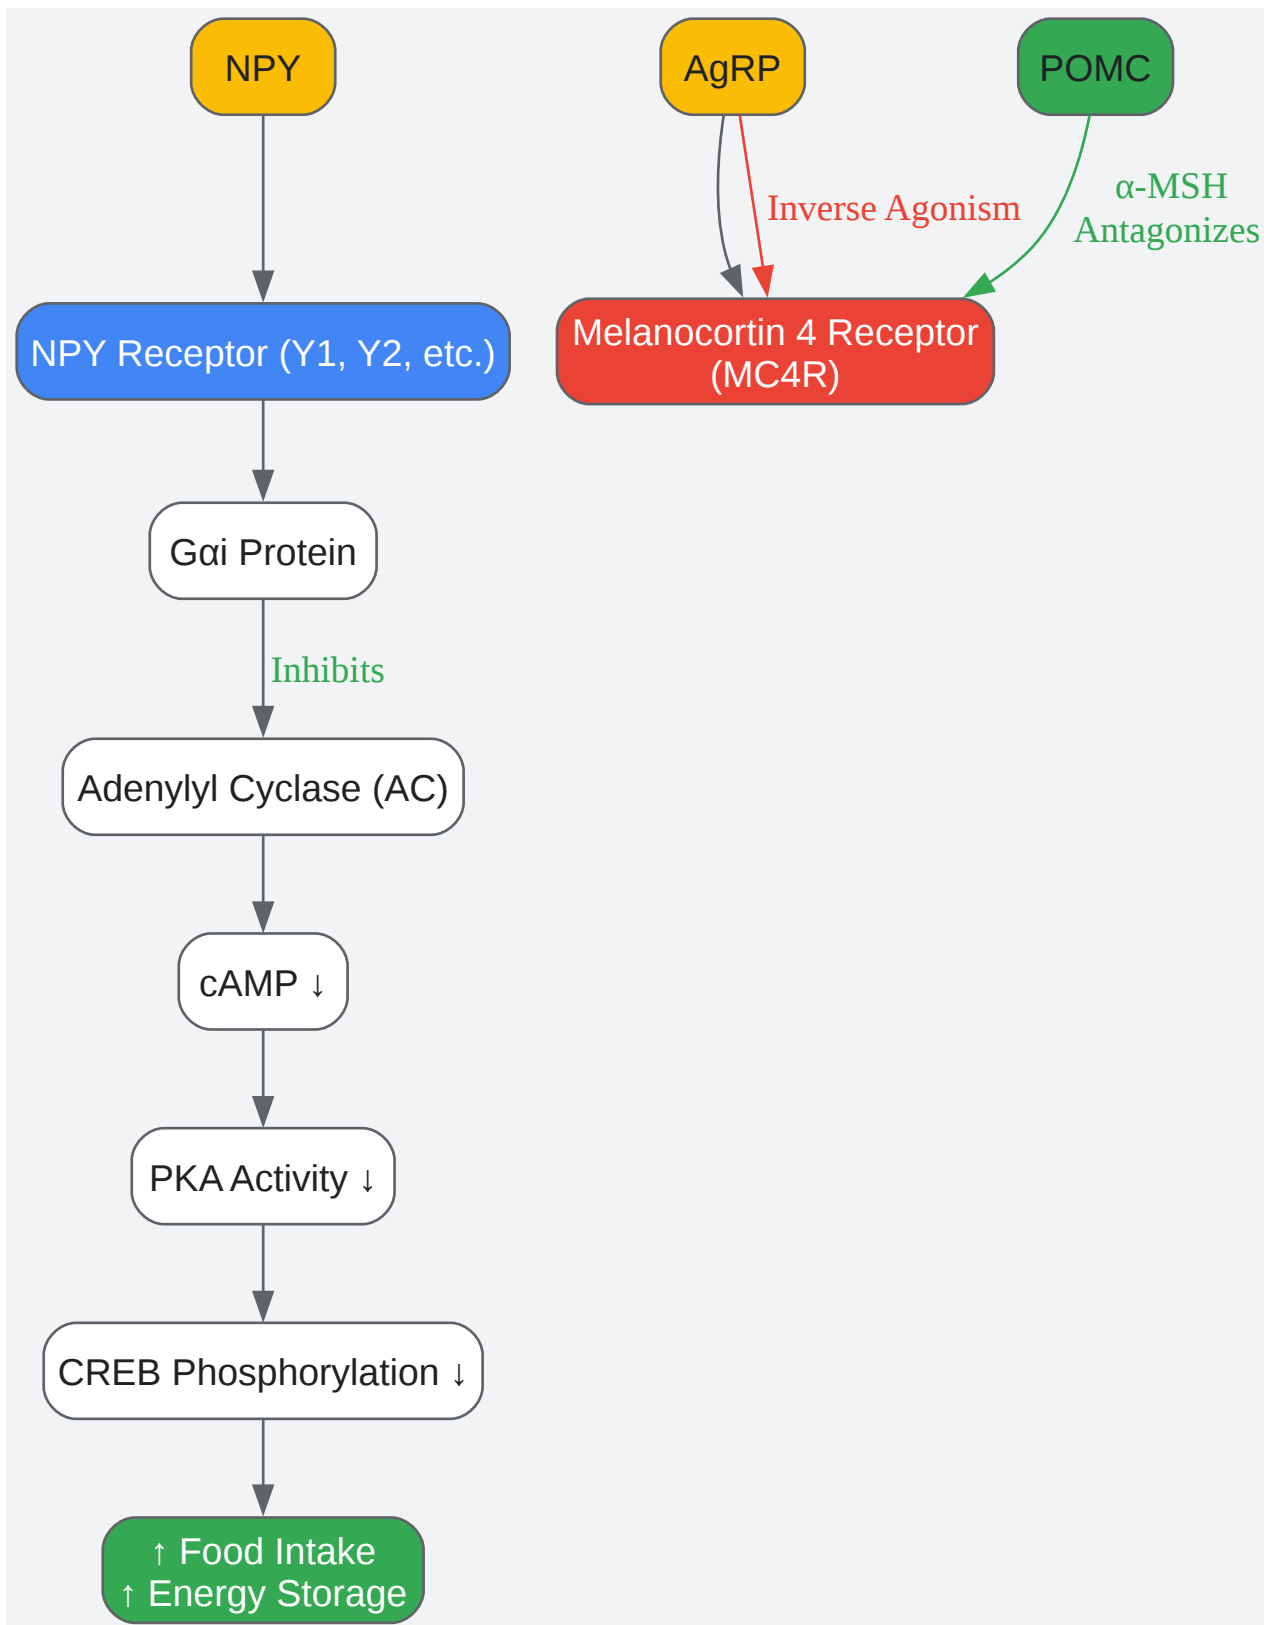 NPY
AgRP
POMC
α-MSH
Antagonizes
Inverse Agonism
NPY Receptor (Y1, Y2, etc.)
Melanocortin 4 Receptor
(MC4R)
Gαi Protein
Inhibits
Adenylyl Cyclase (AC)
cAMP ↓
PKA Activity ↓
CREB Phosphorylation ↓
↑ Food Intake
↑ Energy Storage